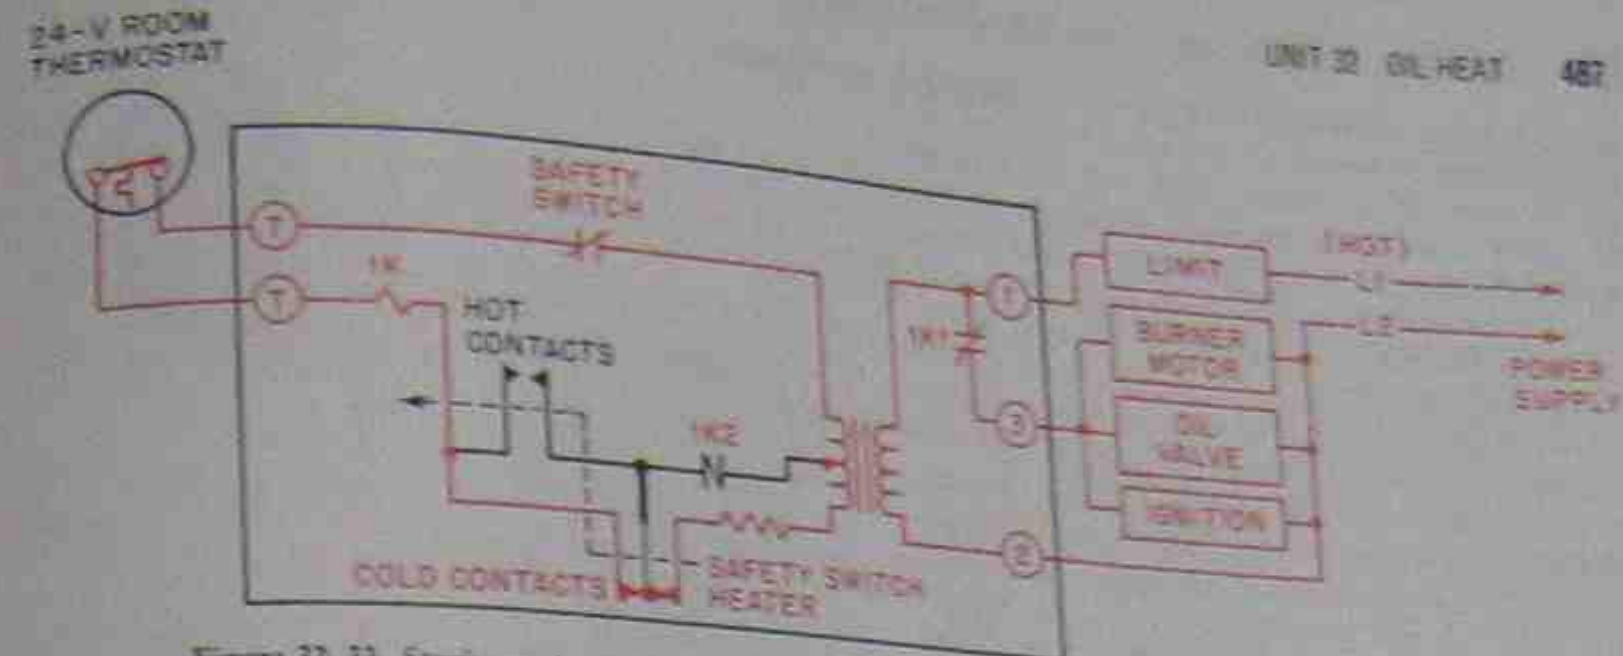 24-V ROOM
THERMOSTAT
UNIT 32 OIL HEAT 487
SAFETY
SWITCH
T
1K
T
HOT
CONTACTS
1K2
COLD CONTACTS
SAFETY SWITCH
HEATER
1K1
1
3
2
LIMIT
(HOT)
L1
BURNER
MOTOR
L2
POWER
SUPPLY
OIL
VALVE
IGNITION